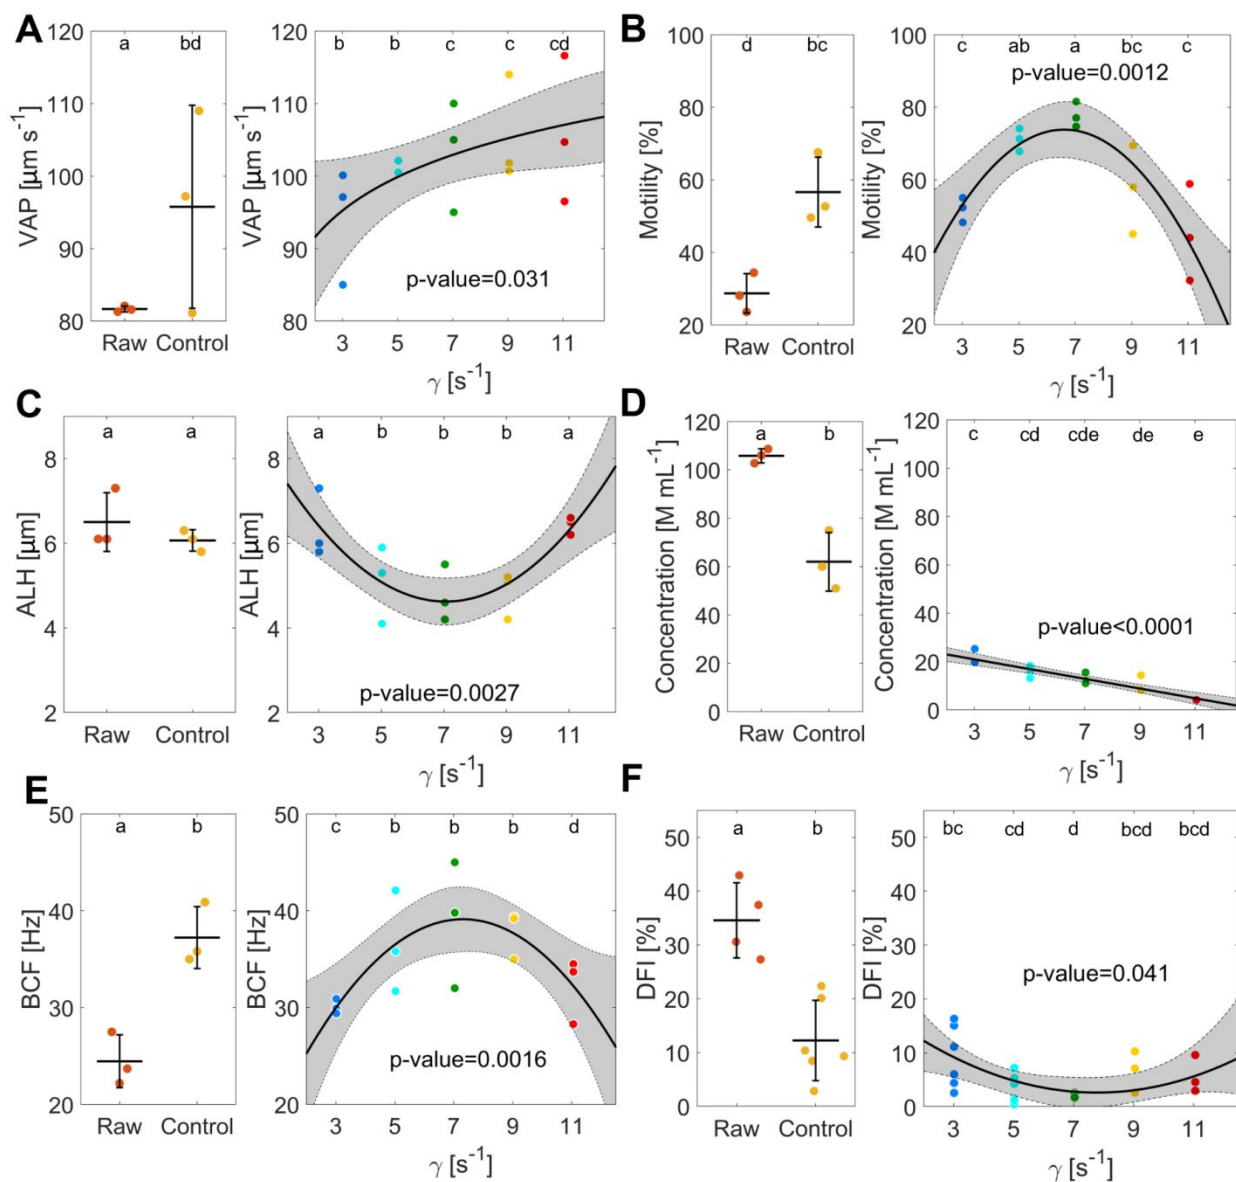 A
120
110
100
90
80
VAP [µm s-1]
a bd
Raw Control
120
110
100
90
80
VAP [µm s-1]
b b c c cd
p-value=0.031
3 5 7 9 11
γ [s-1]
B
100
80
60
40
20
Motility [%]
d bc
Raw Control
100
80
60
40
20
Motility [%]
c ab a bc c
p-value=0.0012
3 5 7 9 11
γ [s-1]
C
8
6
4
2
ALH [µm]
a a
Raw Control
8
6
4
2
ALH [µm]
a b b b a
p-value=0.0027
3 5 7 9 11
γ [s-1]
D
120
100
80
60
40
20
0
Concentration [M mL-1]
a b
Raw Control
120
100
80
60
40
20
0
Concentration [M mL-1]
c cd cde de e
p-value<0.0001
3 5 7 9 11
γ [s-1]
E
50
40
30
20
BCF [Hz]
a b
Raw Control
50
40
30
20
BCF [Hz]
c b b b d
p-value=0.0016
3 5 7 9 11
γ [s-1]
F
50
40
30
20
10
0
DFI [%]
a b
Raw Control
50
40
30
20
10
0
DFI [%]
bc cd d bcd bcd
p-value=0.041
3 5 7 9 11
γ [s-1]